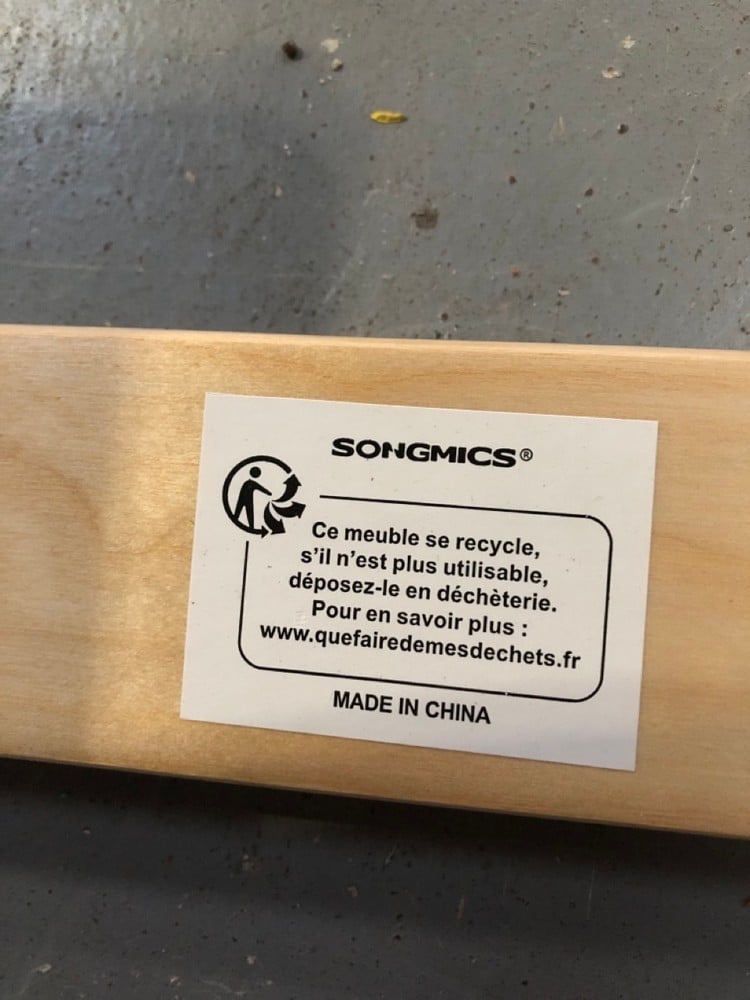 SONGMICS®
Ce meuble se recycle,
s'il n'est plus utilisable,
déposez-le en déchèterie.
Pour en savoir plus :
www.quefairedemesdechets.fr
MADE IN CHINA